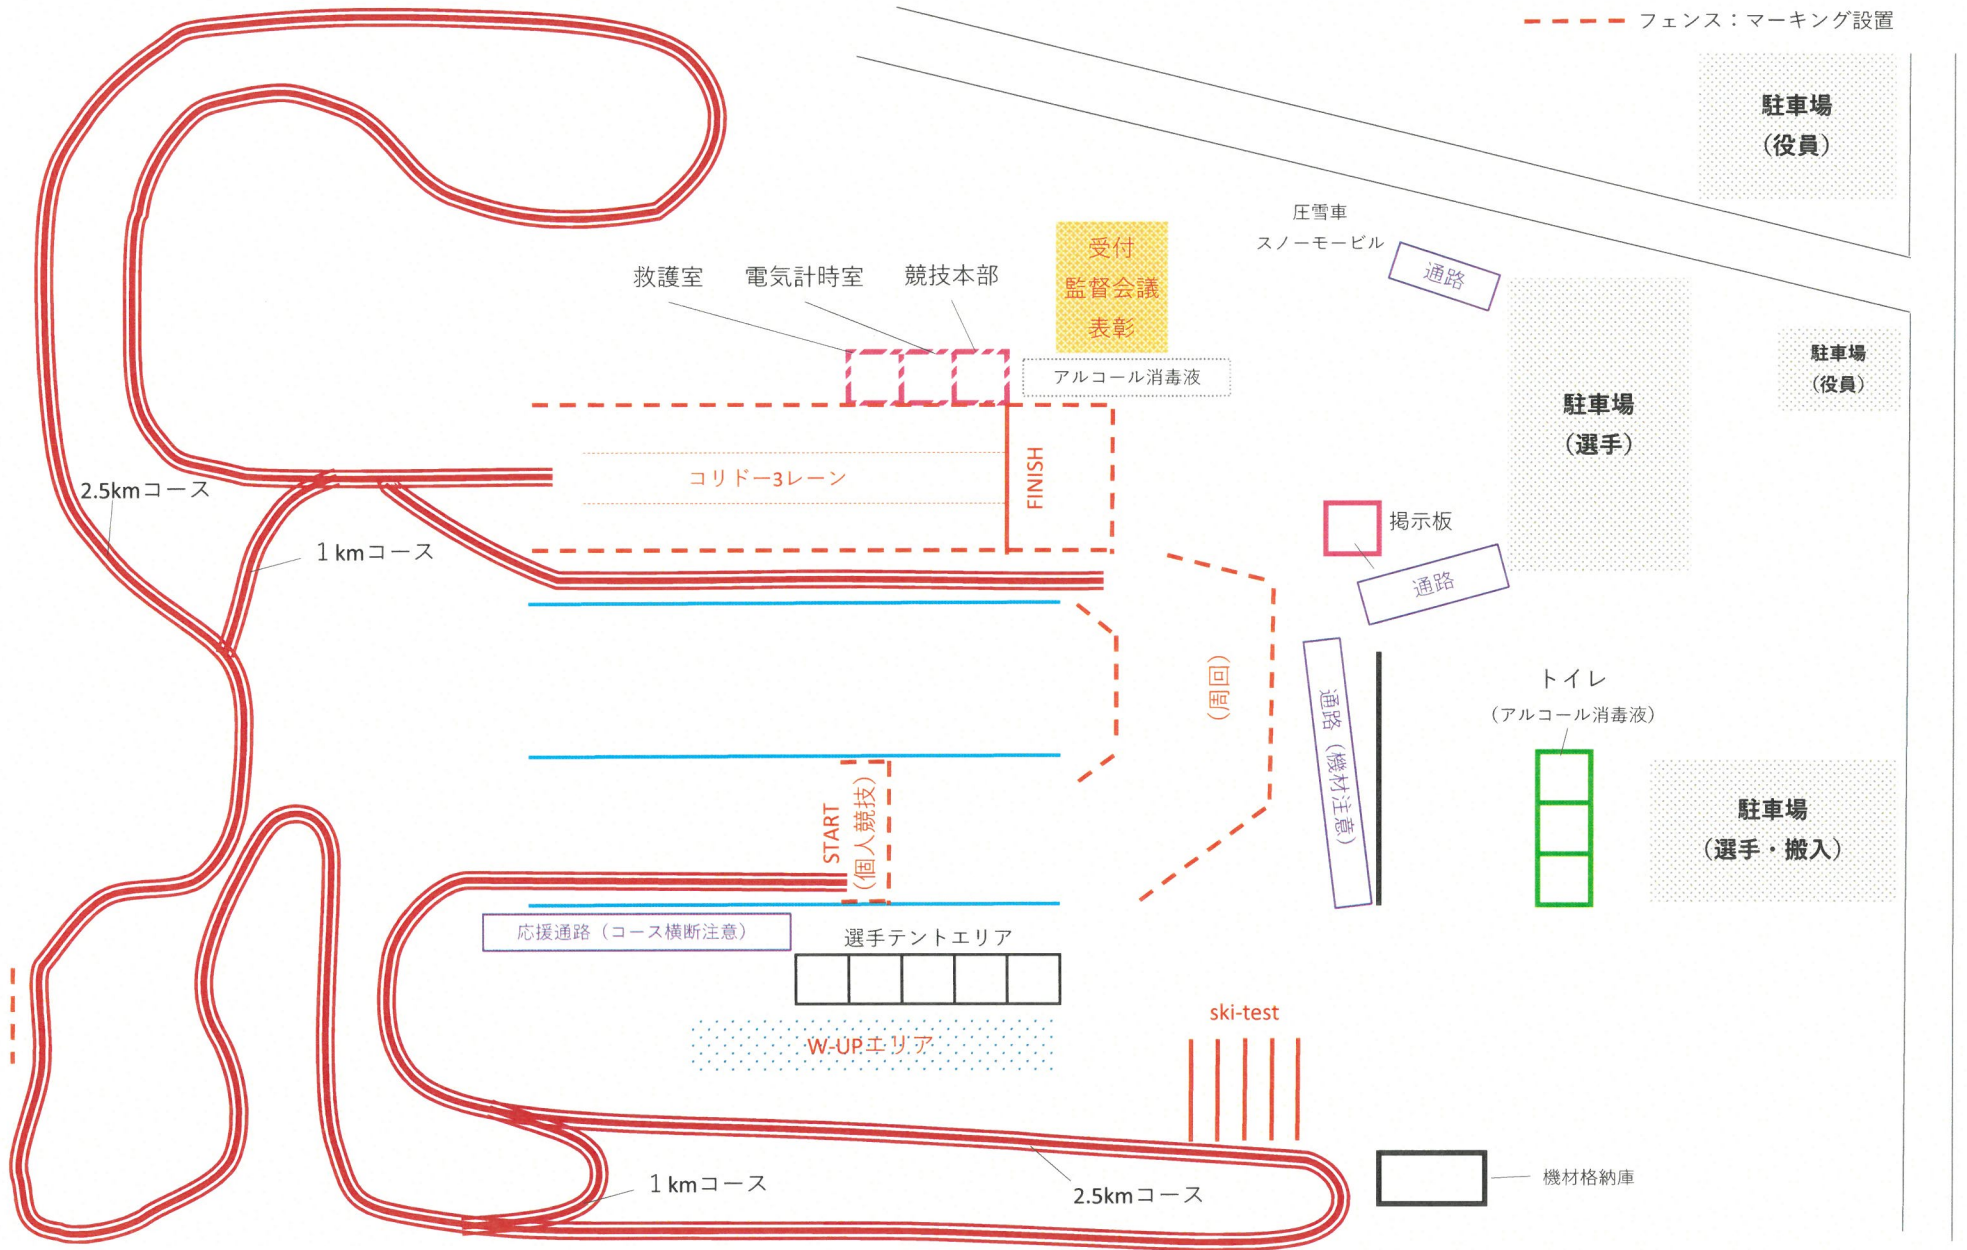 フェンス：マーキング設置
駐車場
（役員）
圧雪車
スノーモービル
通路
受付
監督会議
表彰
救護室
電気計時室
競技本部
アルコール消毒液
駐車場
（役員）
駐車場
（選手）
コリドー3レーン
FINISH
2.5kmコース
１kmコース
掲示板
通路
（周回）
通路（機材注意）
トイレ
（アルコール消毒液）
START
（個人競技）
駐車場
（選手・搬入）
応援通路（コース横断注意）
選手テントエリア
W-UPエリア
ski-test
１kmコース
2.5kmコース
機材格納庫